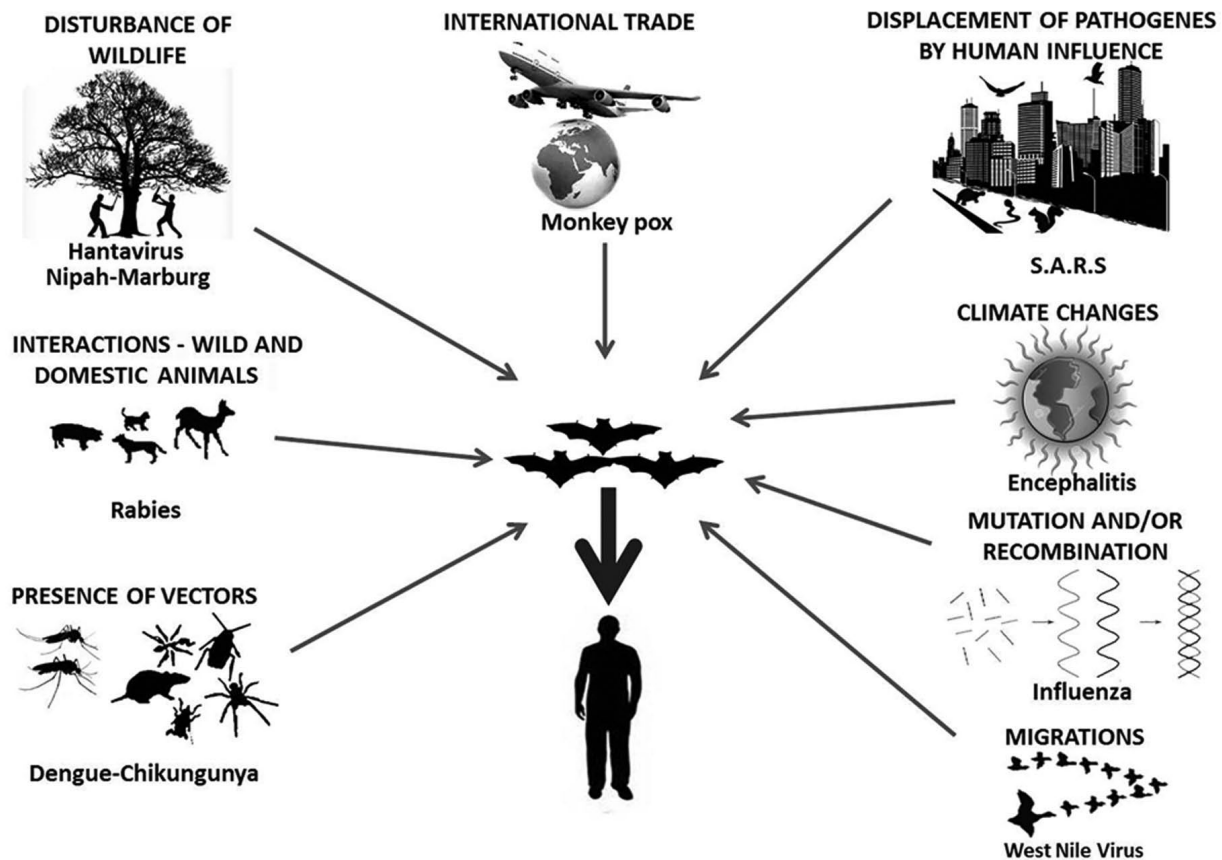 DISTURBANCE OF
WILDLIFE
Hantavirus
Nipah-Marburg
INTERNATIONAL TRADE
Monkey pox
DISPLACEMENT OF PATHOGENES
BY HUMAN INFLUENCE
S.A.R.S
INTERACTIONS - WILD AND
DOMESTIC ANIMALS
Rabies
CLIMATE CHANGES
Encephalitis
MUTATION AND/OR
RECOMBINATION
Influenza
PRESENCE OF VECTORS
Dengue-Chikungunya
MIGRATIONS
West Nile Virus